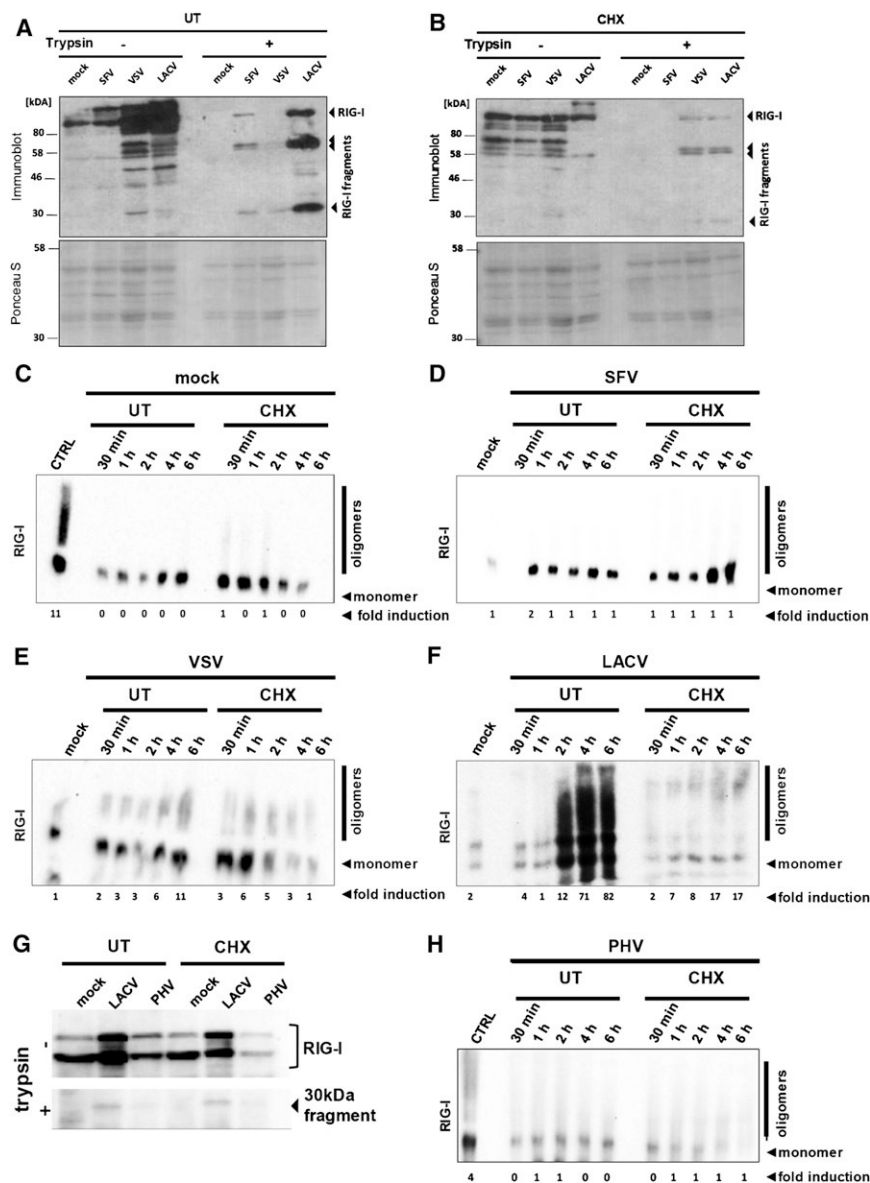 A
UT
Trypsin - +
mock SFV VSV LACV mock SFV VSV LACV
[kDA]
80
58
46
30
Immunoblot
RIG-I
RIG-I fragments
58
30
Ponceau S
B
CHX
Trypsin - +
mock SFV VSV LACV mock SFV VSV LACV
[kDA]
80
58
46
30
Immunoblot
RIG-I
RIG-I fragments
58
30
Ponceau S
C
mock
UT CHX
CTRL 30 min 1 h 2 h 4 h 6 h 30 min 1 h 2 h 4 h 6 h
RIG-I
oligomers
monomer
11 0 0 0 0 0 1 0 1 0 0 fold induction
D
SFV
UT CHX
mock 30 min 1 h 2 h 4 h 6 h 30 min 1 h 2 h 4 h 6 h
RIG-I
oligomers
monomer
1 2 1 1 1 1 1 1 1 1 1 fold induction
E
VSV
UT CHX
mock 30 min 1 h 2 h 4 h 6 h 30 min 1 h 2 h 4 h 6 h
RIG-I
oligomers
monomer
1 2 3 3 6 11 3 6 5 3 1 fold induction
F
LACV
UT CHX
mock 30 min 1 h 2 h 4 h 6 h 30 min 1 h 2 h 4 h 6 h
RIG-I
oligomers
monomer
2 4 1 12 71 82 2 7 8 17 17 fold induction
G
UT CHX
mock LACV PHV mock LACV PHV
trypsin
-
+
RIG-I
30kDa
fragment
H
PHV
UT CHX
CTRL 30 min 1 h 2 h 4 h 6 h 30 min 1 h 2 h 4 h 6 h
RIG-I
oligomers
monomer
4 0 1 1 0 0 0 1 1 1 1 fold induction